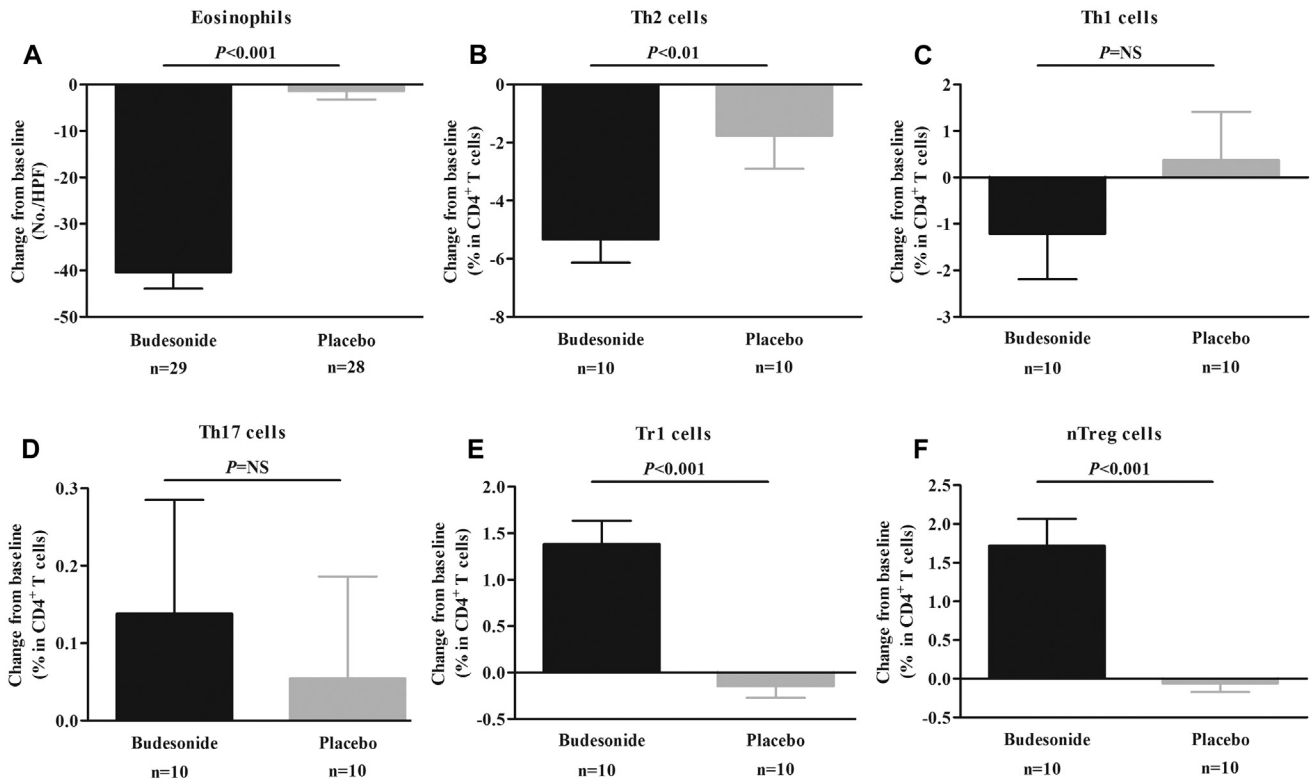 Eosinophils
A
P<0.001
Change from baseline
(No./HPF)
0
-10
-20
-30
-40
-50
Budesonide
Placebo
n=29
n=28
Th2 cells
B
P<0.01
Change from baseline
(% in CD4+ T cells)
0
-2
-4
-6
-8
Budesonide
Placebo
n=10
n=10
Th1 cells
C
P=NS
Change from baseline
(% in CD4+ T cells)
2
1
0
-1
-2
-3
Budesonide
Placebo
n=10
n=10
Th17 cells
D
P=NS
Change from baseline
(% in CD4+ T cells)
0.3
0.2
0.1
0.0
Budesonide
Placebo
n=10
n=10
Tr1 cells
E
P<0.001
Change from baseline
(% in CD4+ T cells)
2.0
1.5
1.0
0.5
0.0
-0.5
Budesonide
Placebo
n=10
n=10
nTreg cells
F
P<0.001
Change from baseline
(% in CD4+ T cells)
2.5
2.0
1.5
1.0
0.5
0.0
-0.5
Budesonide
Placebo
n=10
n=10